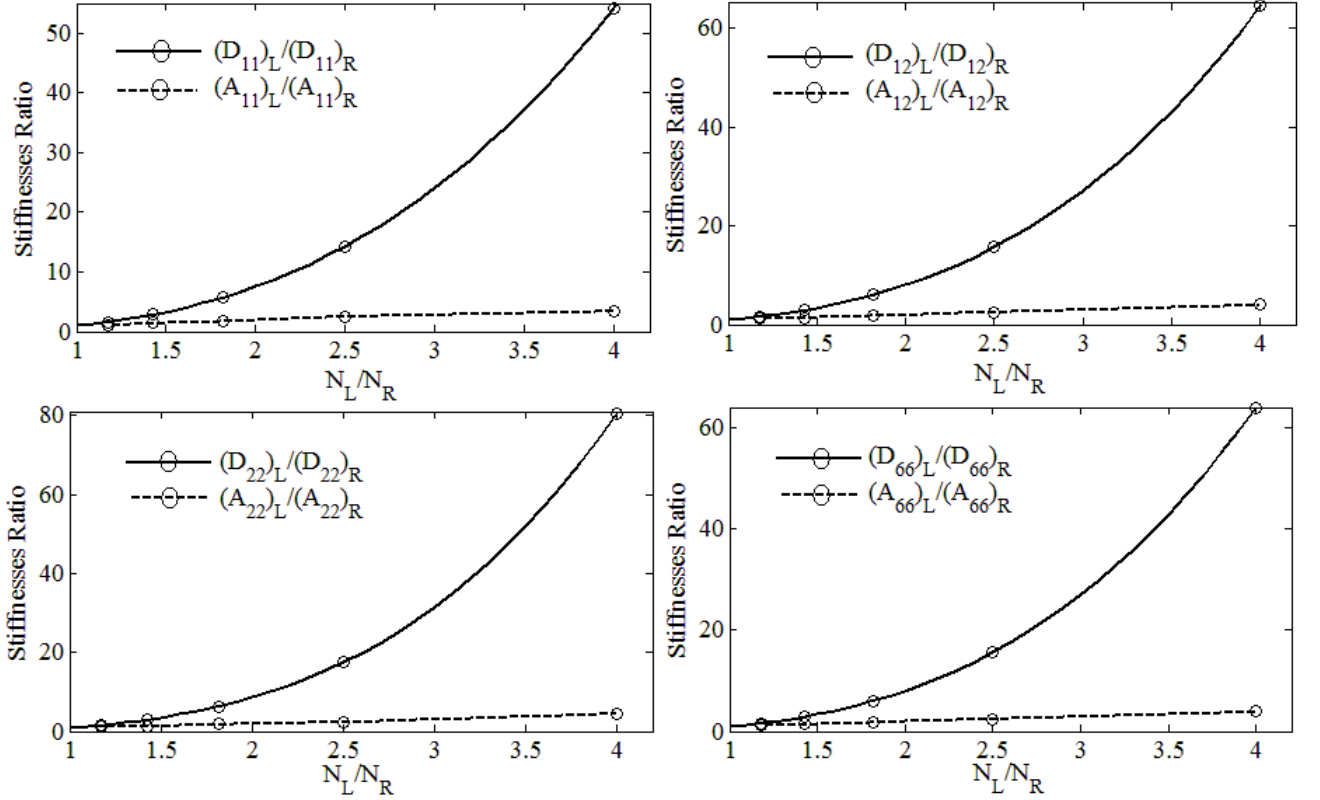 Stiffnesses Ratio
50
40
30
20
10
0
(D11)L/(D11)R
(A11)L/(A11)R
1 1.5 2 2.5 3 3.5 4
NL/NR
Stiffnesses Ratio
60
40
20
0
(D12)L/(D12)R
(A12)L/(A12)R
1 1.5 2 2.5 3 3.5 4
NL/NR
Stiffnesses Ratio
80
60
40
20
0
(D22)L/(D22)R
(A22)L/(A22)R
1 1.5 2 2.5 3 3.5 4
NL/NR
Stiffnesses Ratio
60
40
20
0
(D66)L/(D66)R
(A66)L/(A66)R
1 1.5 2 2.5 3 3.5 4
NL/NR